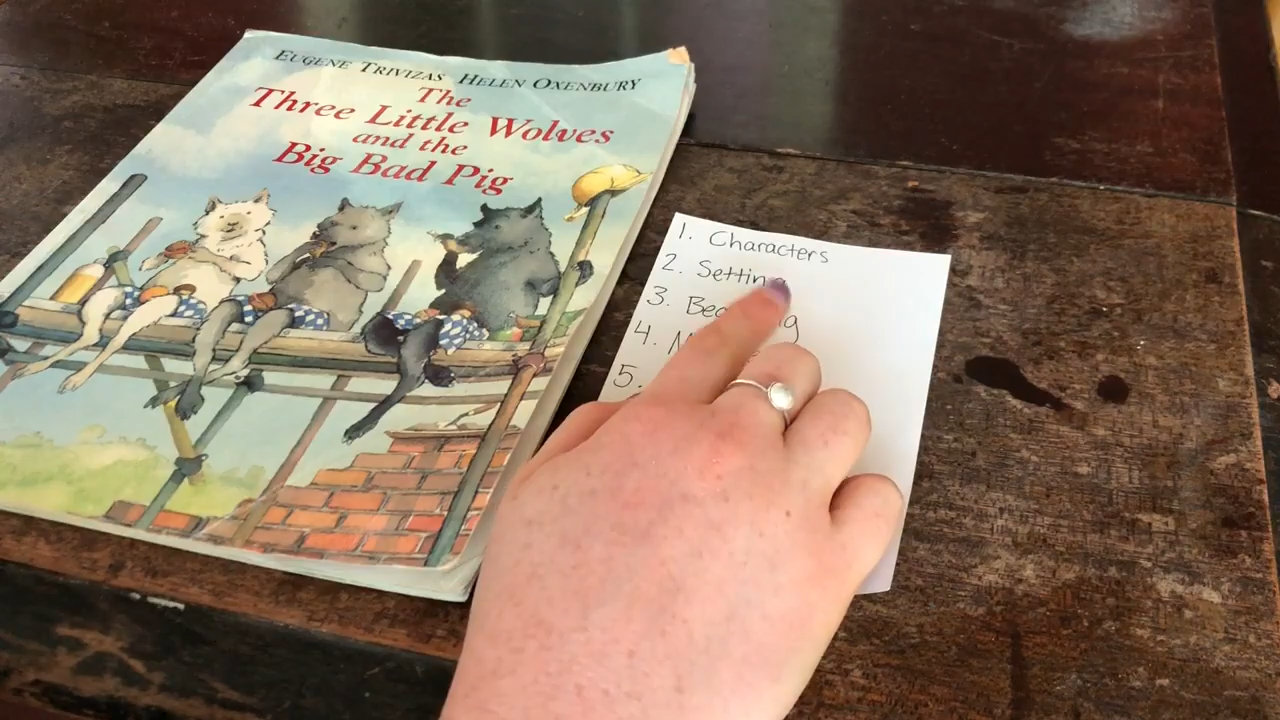 EUGENE TRIVIZAS HELEN OXENBURY
The
Three Little Wolves
and the
Big Bad Pig
1. Characters
2. Setting
3.
4.
5.